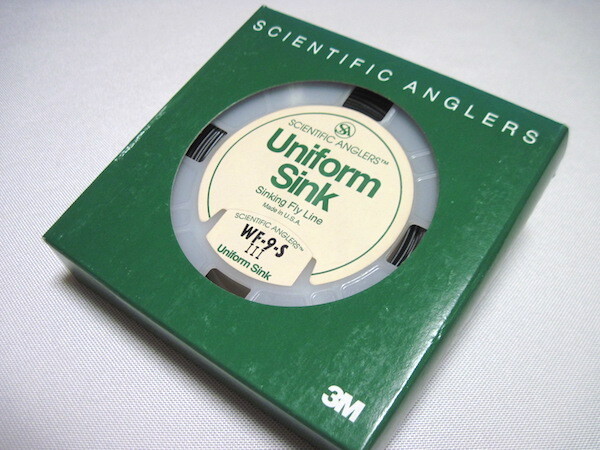 SCIENTIFIC ANGLERS
SA
SCIENTIFIC ANGLERS™
Uniform
Sink
Sinking Fly Line
Made in U.S.A.
SCIENTIFIC ANGLERS™
WF-9-S
III
Uniform Sink
3M